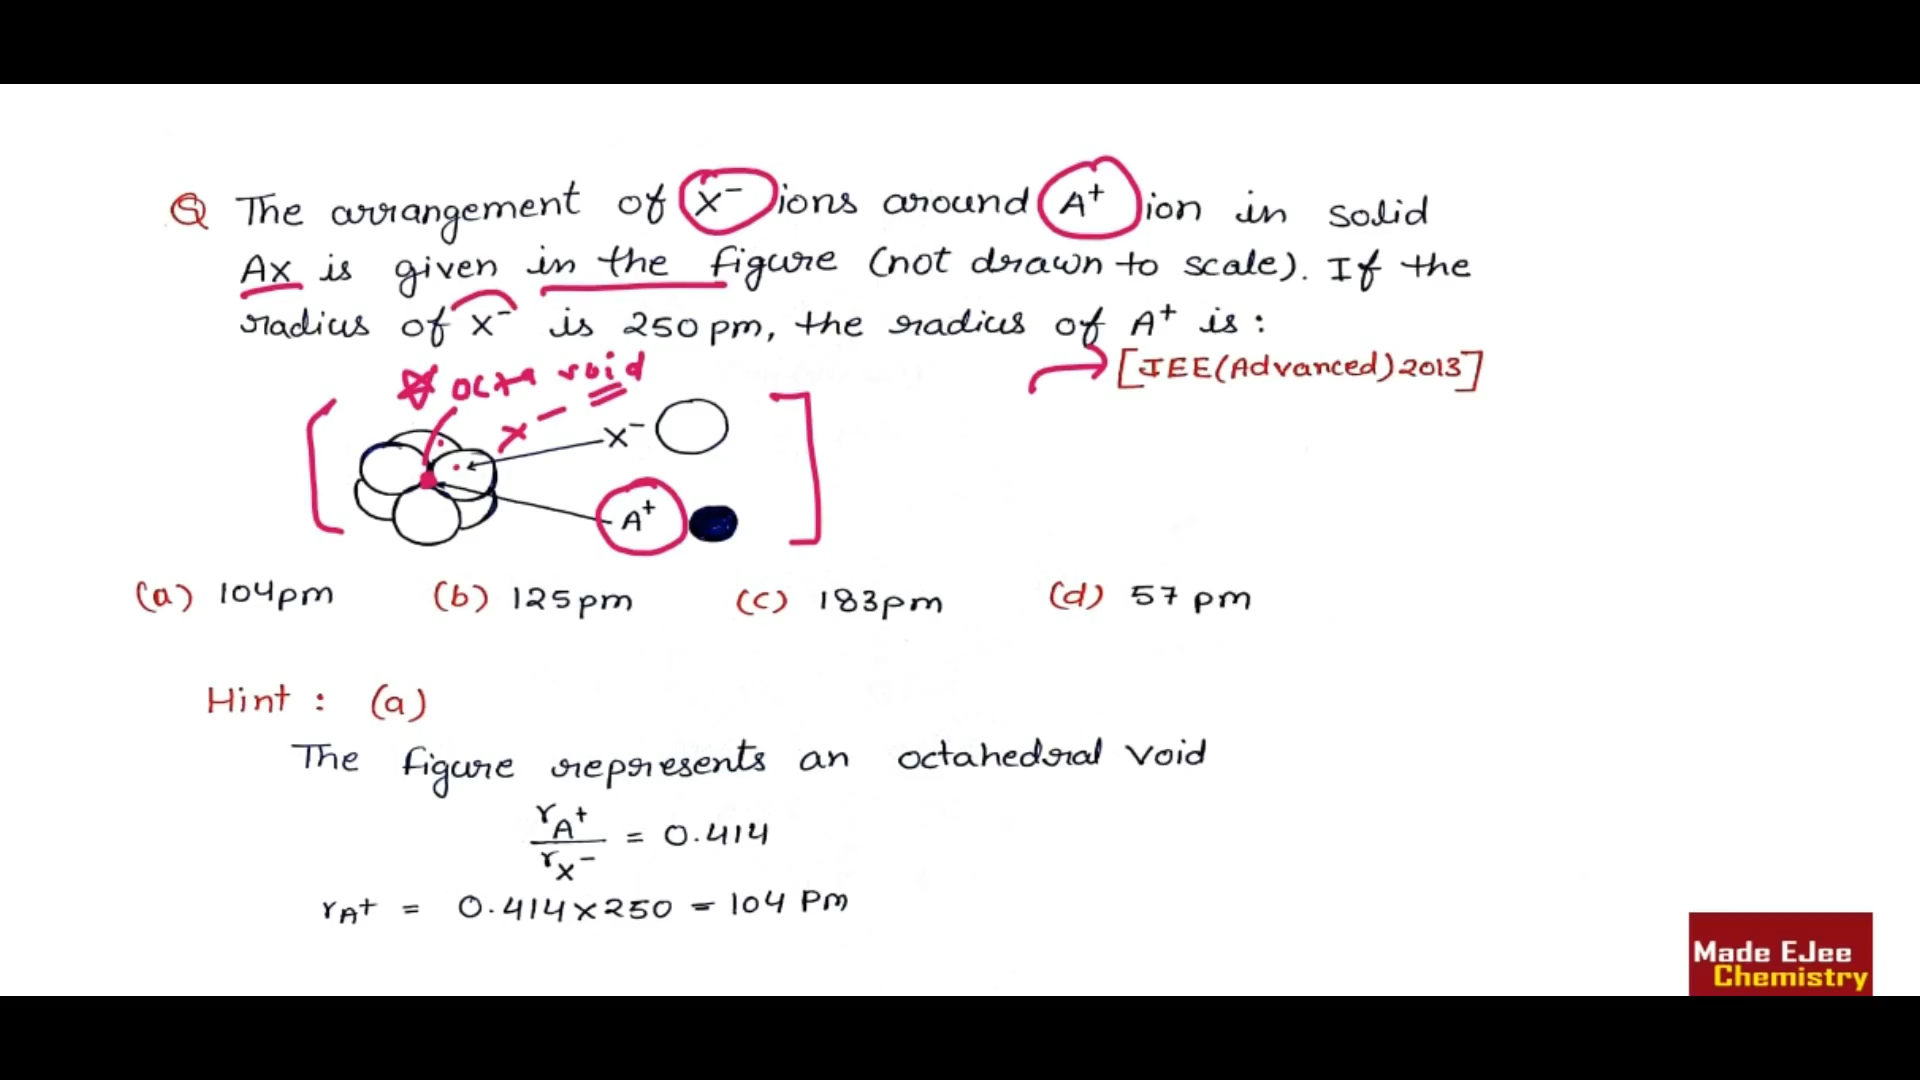 Q The arrangement of X⁻ ions around A⁺ ion in solid
AX is given in the figure (not drawn to scale). If the
radius of X⁻ is 250 pm, the radius of A⁺ is :
[JEE(Advanced)2013]
octa void
X⁻
X⁻
A⁺
(a) 104pm (b) 125pm (c) 183pm (d) 57 pm
Hint : (a)
The figure represents an octahedral void
rA⁺/rX⁻ = 0.414
rA⁺ = 0.414×250 = 104 Pm
Made EJee
Chemistry